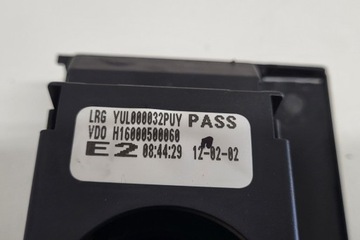 LRG YUL000032PUY PASS
VDO H16000500060
E2 08:44:29 12-02-02